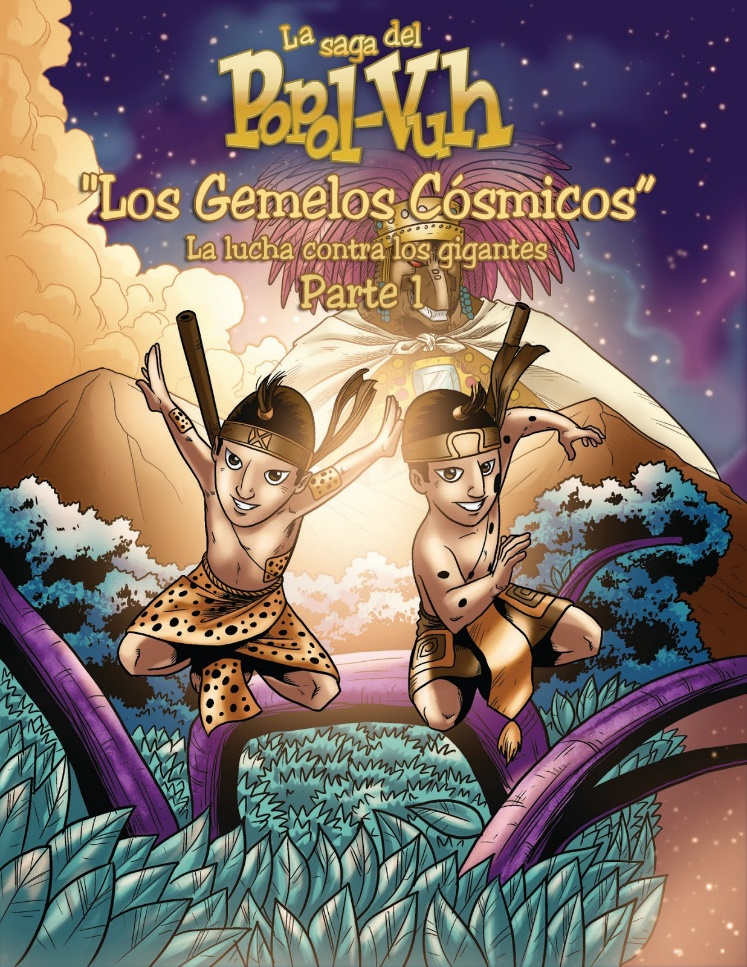 La saga del
Popol-Vuh
"Los Gemelos Cósmicos"
La lucha contra los gigantes
Parte 1